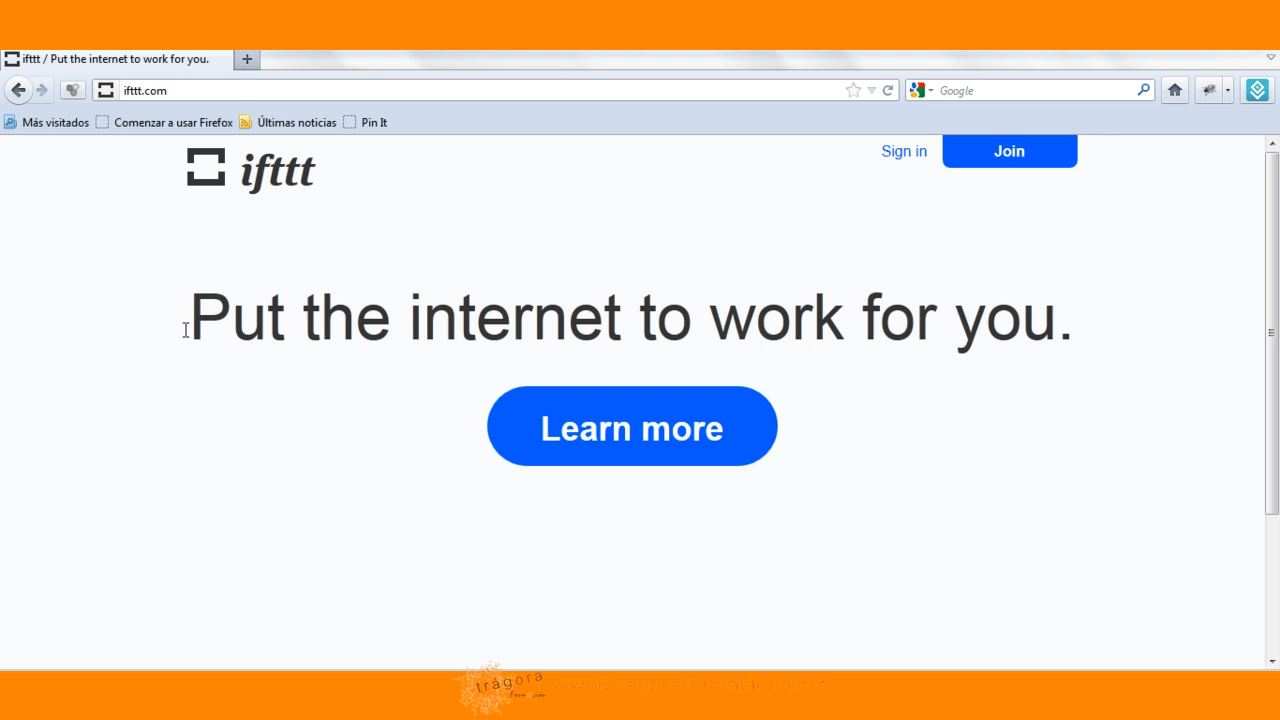 ifttt / Put the internet to work for you.
ifttt.com
Google
Más visitados
Comenzar a usar Firefox
Últimas noticias
Pin It
ifttt
Sign in
Join
Put the internet to work for you.
Learn more
trágora